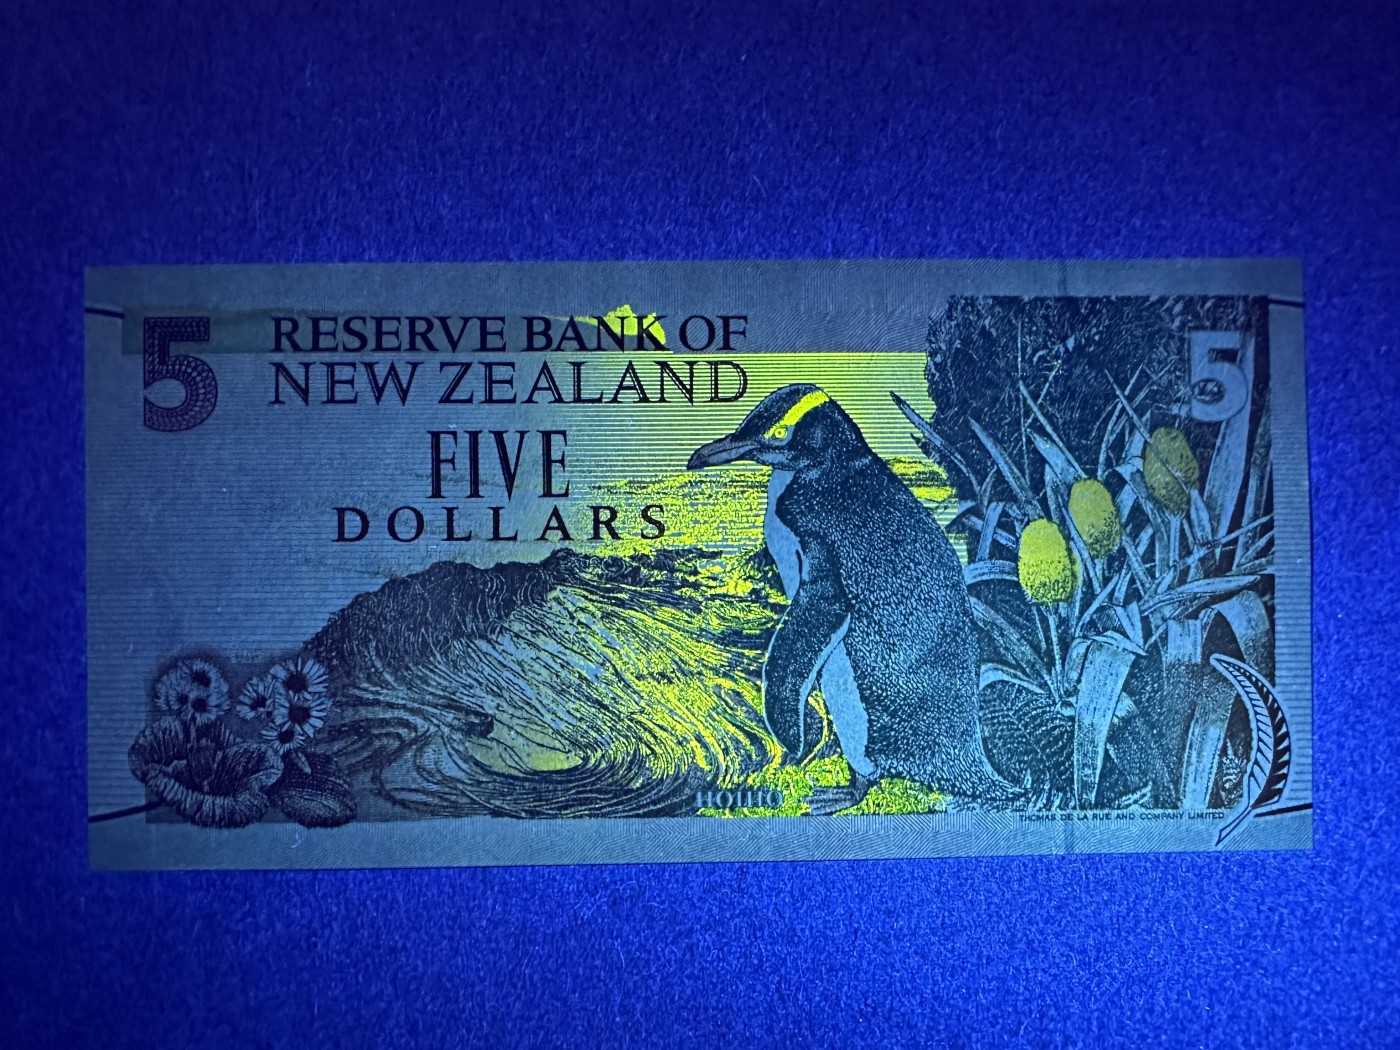 5
RESERVE BANK OF
NEW ZEALAND
FIVE
DOLLARS
5
HOIHO
THOMAS DE LA RUE AND COMPANY LIMITED